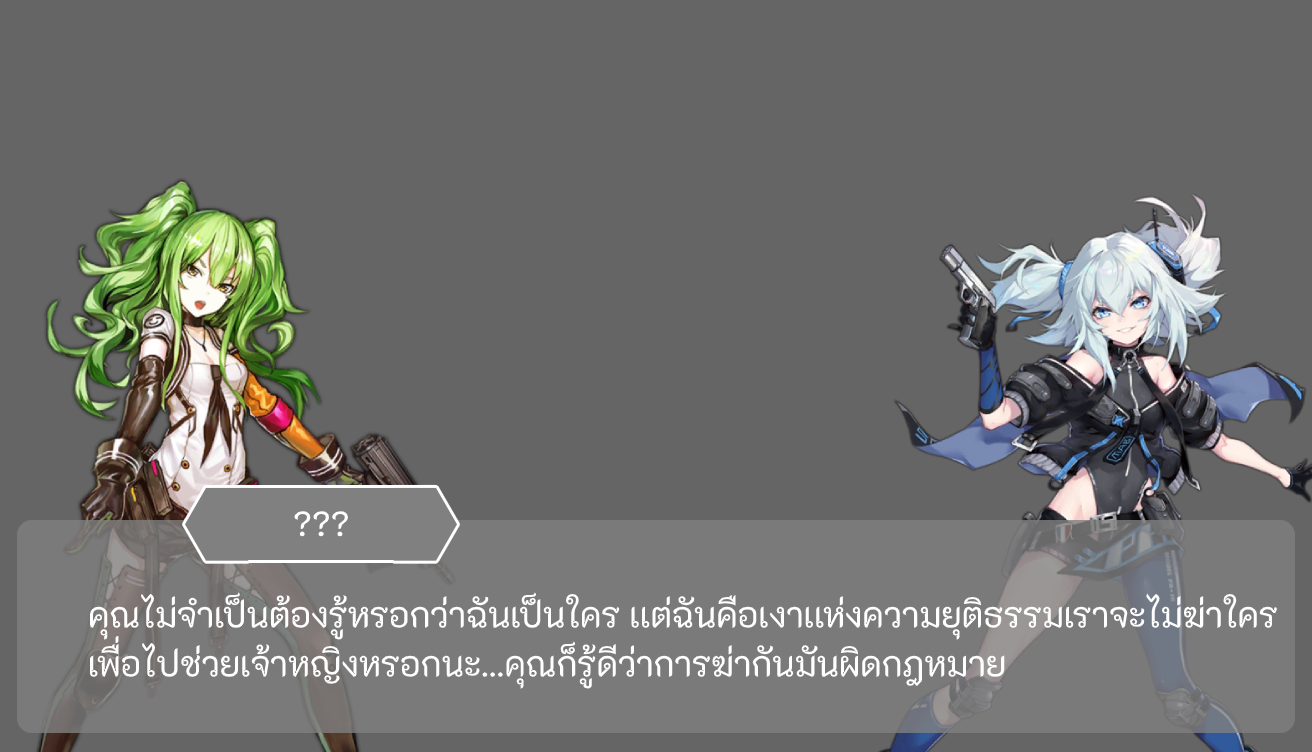 ???
คุณไม่จำเป็นต้องรู้หรอกว่าฉันเป็นใคร แต่ฉันคือเงาแห่งความยุติธรรมเราจะไม่ฆ่าใคร
เพื่อไปช่วยเจ้าหญิงหรอกนะ...คุณก็รู้ดีว่าการฆ่ากันมันผิดกฎหมาย